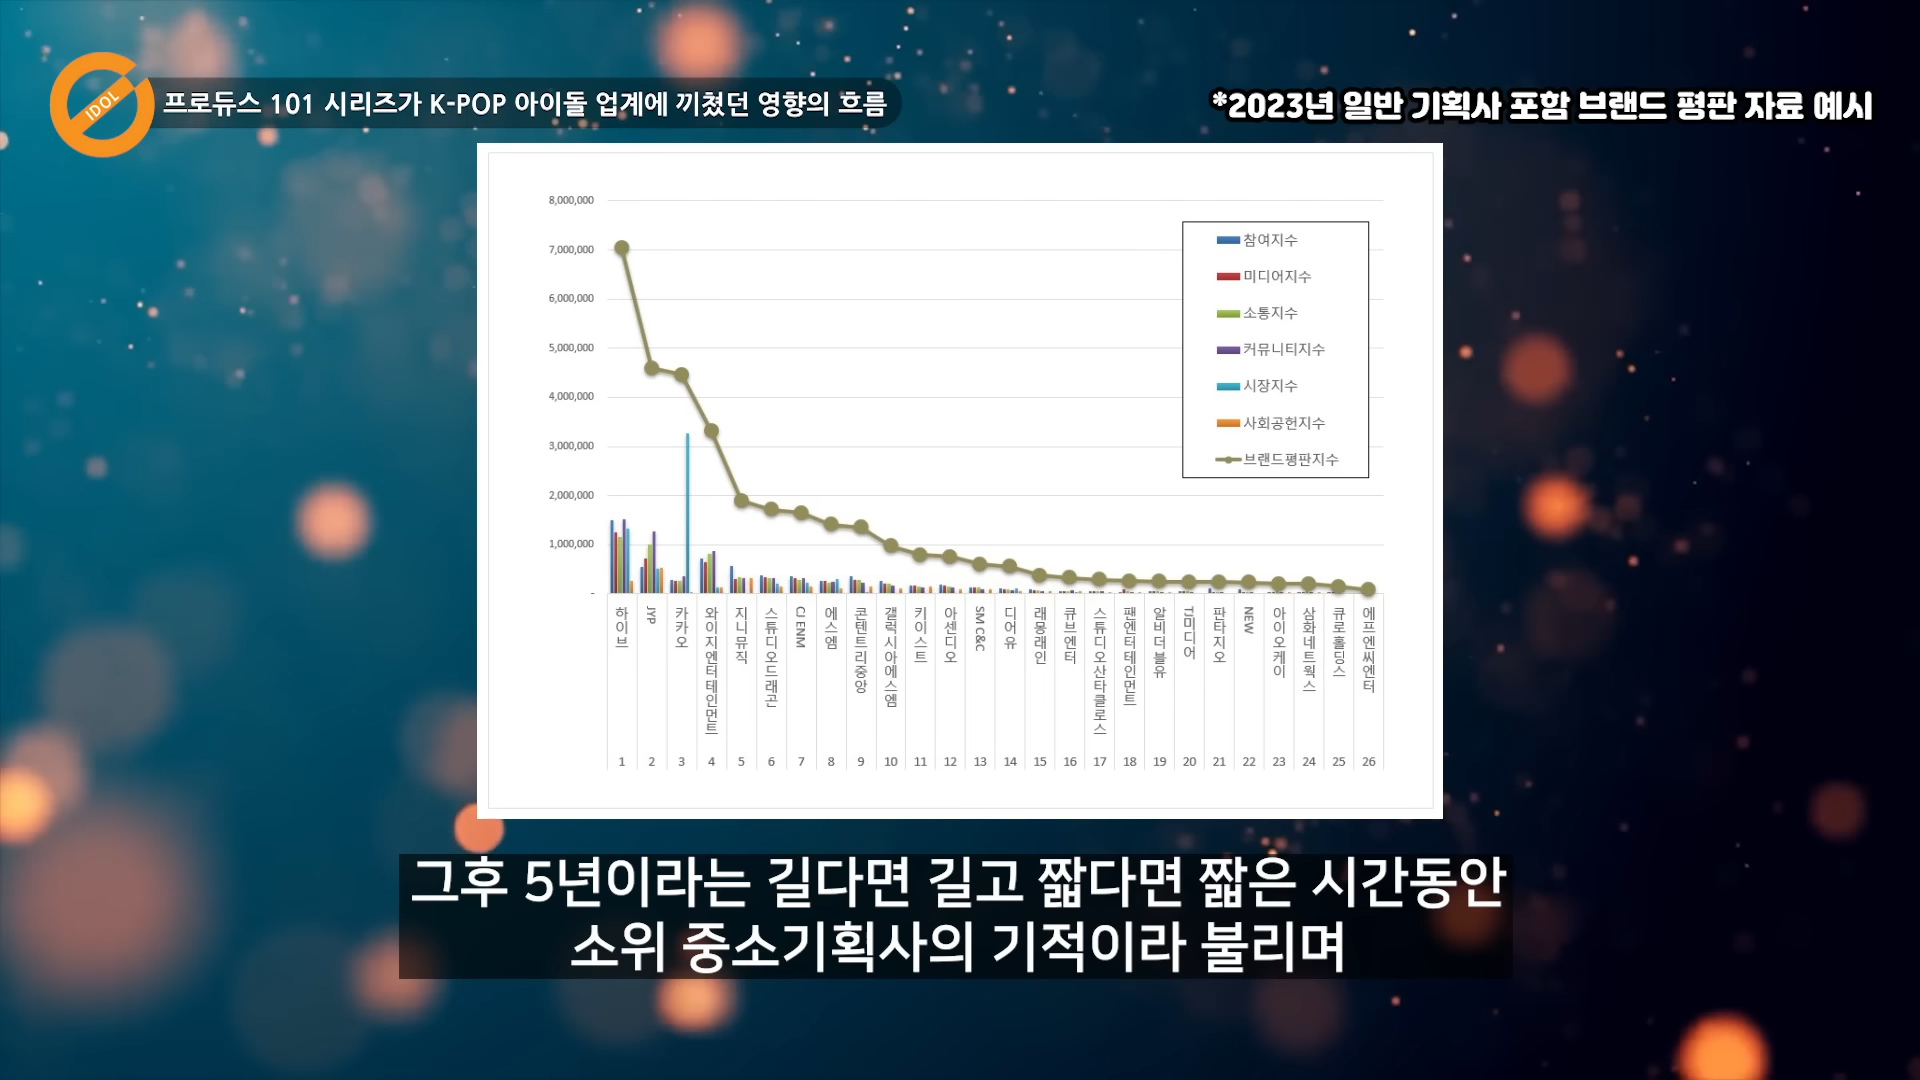 IDOL
프로듀스 101 시리즈가 K-POP 아이돌 업계에 끼쳤던 영향의 흐름
*2023년 일반 기획사 포함 브랜드 평판 자료 예시
8,000,000
7,000,000
6,000,000
5,000,000
4,000,000
3,000,000
2,000,000
1,000,000
-
참여지수
미디어지수
소통지수
커뮤니티지수
시장지수
사회공헌지수
브랜드평판지수
하이브
JYP
카카오
와이지엔터테인먼트
지니뮤직
스튜디오드래곤
CJ ENM
에스엠
콘텐트리중앙
갤럭시아에스엠
키이스트
아센디오
SM C&C
디어유
래몽래인
큐브엔터
스튜디오산타클로스
팬엔터테인먼트
알비더블유
IT미디어
판타지오
NEW
아이오케이
삼화네트웍스
큐로홀딩스
에프엔씨엔터
1 2 3 4 5 6 7 8 9 10 11 12 13 14 15 16 17 18 19 20 21 22 23 24 25 26
그후 5년이라는 길다면 길고 짧다면 짧은 시간동안
소위 중소기획사의 기적이라 불리며